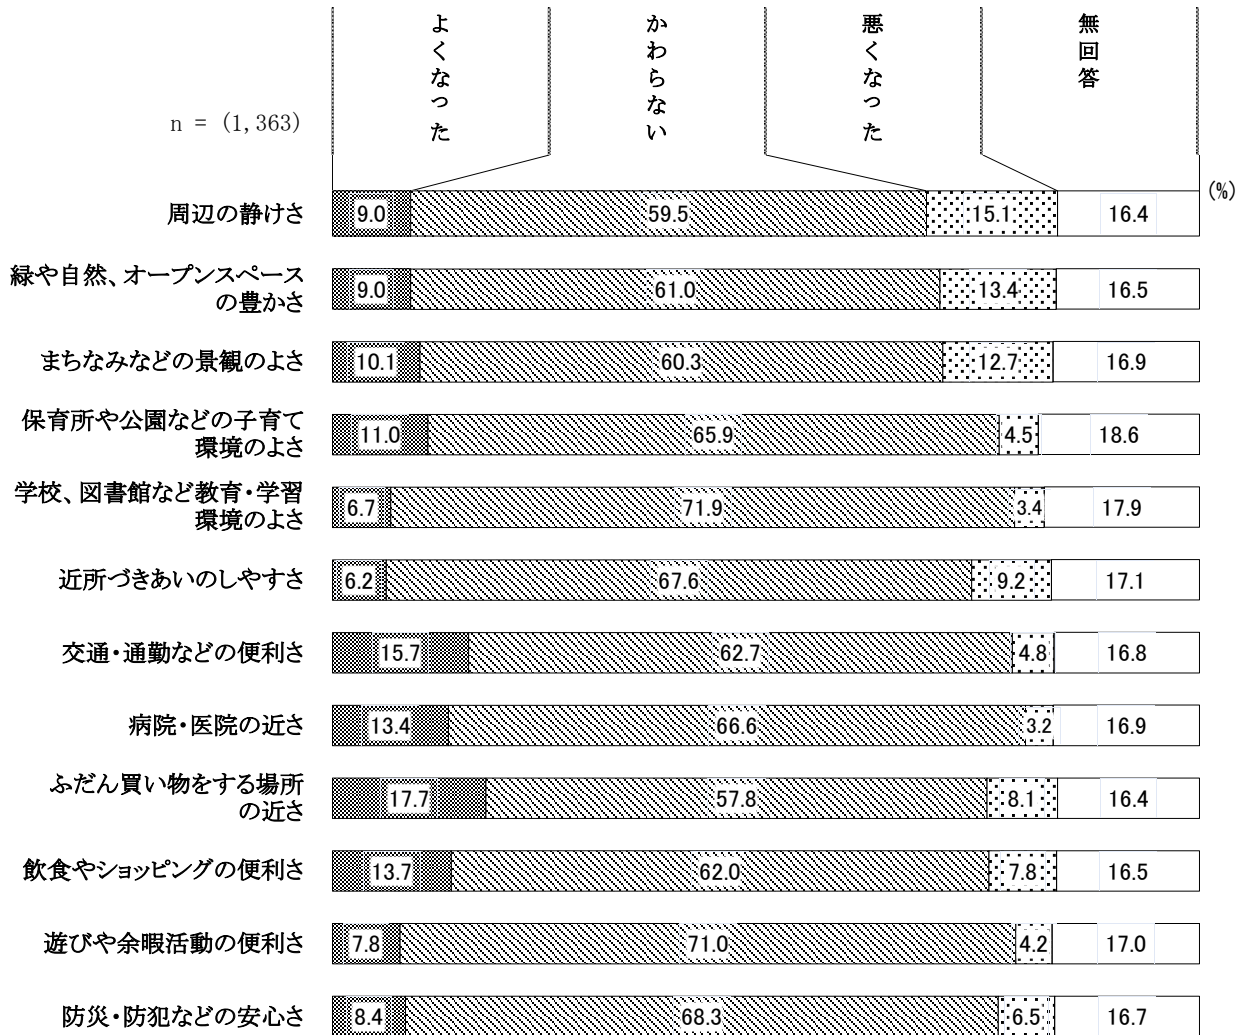 よくなった
かわらない
悪くなった
無回答
n = (1,363)
(%)
周辺の静けさ
9.0 59.5 15.1 16.4
緑や自然、オープンスペース
の豊かさ
9.0 61.0 13.4 16.5
まちなみなどの景観のよさ
10.1 60.3 12.7 16.9
保育所や公園などの子育て
環境のよさ
11.0 65.9 4.5 18.6
学校、図書館など教育・学習
環境のよさ
6.7 71.9 3.4 17.9
近所づきあいのしやすさ
6.2 67.6 9.2 17.1
交通・通勤などの便利さ
15.7 62.7 4.8 16.8
病院・医院の近さ
13.4 66.6 3.2 16.9
ふだん買い物をする場所
の近さ
17.7 57.8 8.1 16.4
飲食やショッピングの便利さ
13.7 62.0 7.8 16.5
遊びや余暇活動の便利さ
7.8 71.0 4.2 17.0
防災・防犯などの安心さ
8.4 68.3 6.5 16.7